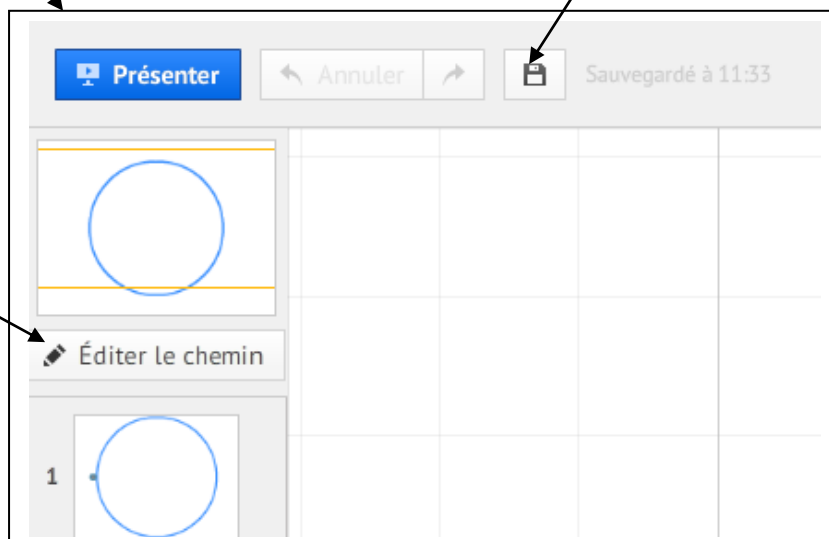 Présenter
Annuler
Sauvegardé à 11:33
Éditer le chemin
1